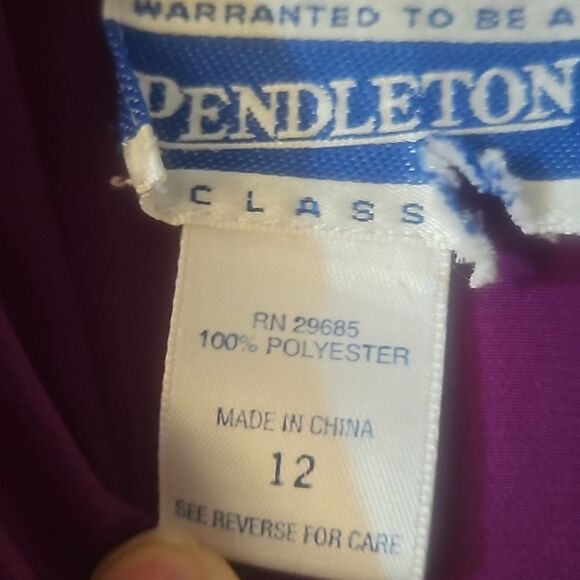 WARRANTED TO BE A
PENDLETON
CLASS
RN 29685
100% POLYESTER
MADE IN CHINA
12
SEE REVERSE FOR CARE